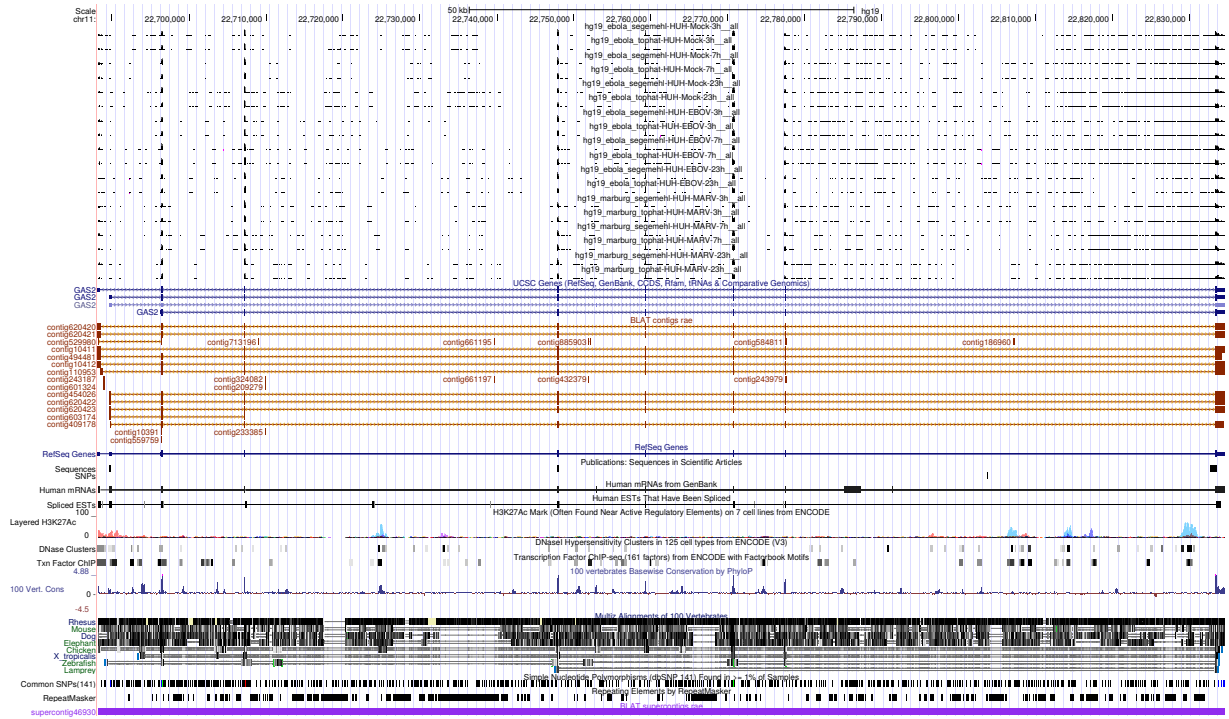 Scale 50 kb hg19
chr11: 22,700,000 22,710,000 22,720,000 22,730,000 22,740,000 22,750,000 22,760,000 22,770,000 22,780,000 22,790,000 22,800,000 22,810,000 22,820,000 22,830,000
hg19_ebola_segemehl-HUH-Mock-3h__all
hg19_ebola_tophat-HUH-Mock-3h__all
hg19_ebola_segemehl-HUH-Mock-7h__all
hg19_ebola_tophat-HUH-Mock-7h__all
hg19_ebola_segemehl-HUH-Mock-23h__all
hg19_ebola_tophat-HUH-Mock-23h__all
hg19_ebola_segemehl-HUH-EBOV-3h__all
hg19_ebola_tophat-HUH-EBOV-3h__all
hg19_ebola_segemehl-HUH-EBOV-7h__all
hg19_ebola_tophat-HUH-EBOV-7h__all
hg19_ebola_segemehl-HUH-EBOV-23h__all
hg19_ebola_tophat-HUH-EBOV-23h__all
hg19_marburg_segemehl-HUH-MARV-3h__all
hg19_marburg_tophat-HUH-MARV-3h__all
hg19_marburg_segemehl-HUH-MARV-7h__all
hg19_marburg_tophat-HUH-MARV-7h__all
hg19_marburg_segemehl-HUH-MARV-23h__all
hg19_marburg_tophat-HUH-MARV-23h__all
UCSC Genes (RefSeq, GenBank, CCDS, Rfam, tRNAs & Comparative Genomics)
GAS2
GAS2
GAS2
GAS2
BLAT contigs rae
contig620420
contig620421
contig529980 contig713196 contig661195 contig885903 contig584811 contig186960
contig10411
contig494481
contig10412
contig110953
contig243187 contig324082 contig661197 contig432379 contig243979
contig601324 contig209279
contig454026
contig620422
contig620423
contig603174
contig409178
contig10391 contig233385
contig559759
RefSeq Genes
RefSeq Genes
Publications: Sequences in Scientific Articles
Sequences
SNPs
Human mRNAs from GenBank
Human mRNAs
Human ESTs That Have Been Spliced
Spliced ESTs
H3K27Ac Mark (Often Found Near Active Regulatory Elements) on 7 cell lines from ENCODE
100
Layered H3K27Ac
0
DNaseI Hypersensitivity Clusters in 125 cell types from ENCODE (V3)
DNase Clusters
Transcription Factor ChIP-seq (161 factors) from ENCODE with Factorbook Motifs
Txn Factor ChIP
100 vertebrates Basewise Conservation by PhyloP
4.88
100 Vert. Cons
0
-4.5
Multiz Alignments of 100 Vertebrates
Rhesus
Mouse
Dog
Elephant
Chicken
X_tropicalis
Zebrafish
Lamprey
Simple Nucleotide Polymorphisms (dbSNP 141) Found in >= 1% of Samples
Common SNPs(141)
Repeating Elements by RepeatMasker
RepeatMasker
BLAT supercontigs rae
supercontig46930